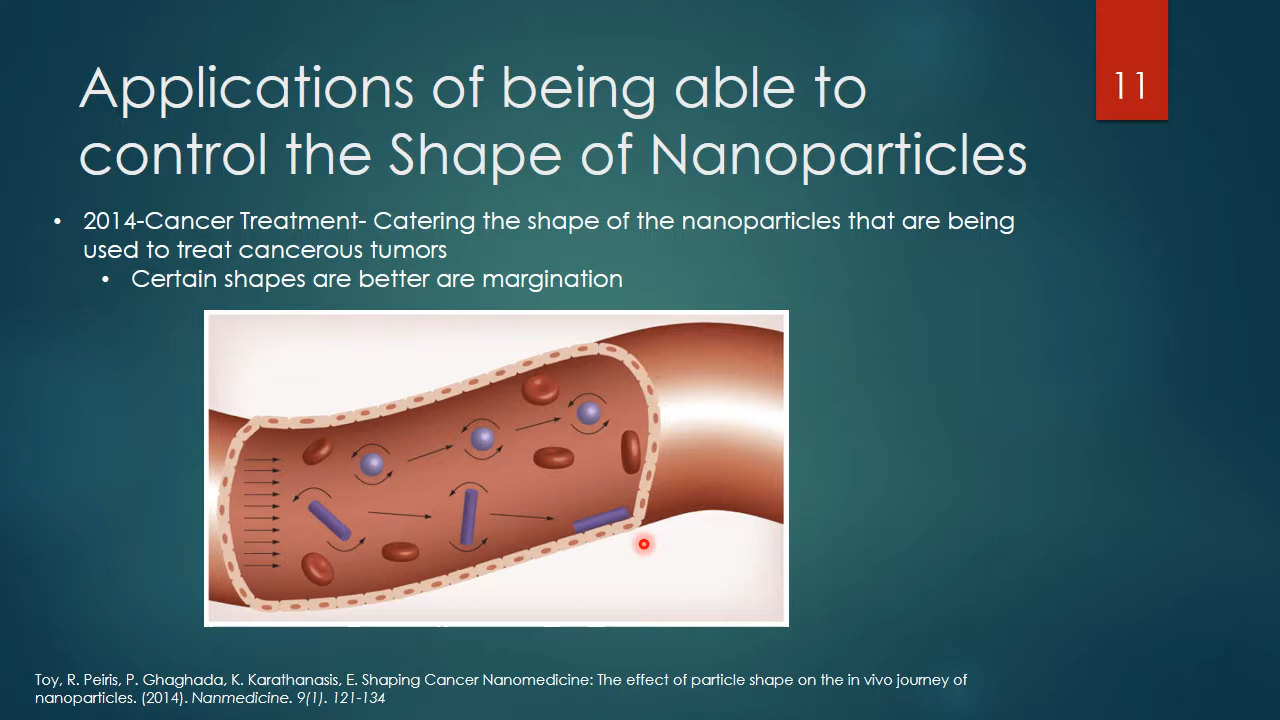 Applications of being able to
control the Shape of Nanoparticles
11
• 2014-Cancer Treatment- Catering the shape of the nanoparticles that are being
used to treat cancerous tumors
• Certain shapes are better are margination
Toy, R. Peiris, P. Ghaghada, K. Karathanasis, E. Shaping Cancer Nanomedicine: The effect of particle shape on the in vivo journey of
nanoparticles. (2014). Nanmedicine. 9(1). 121-134